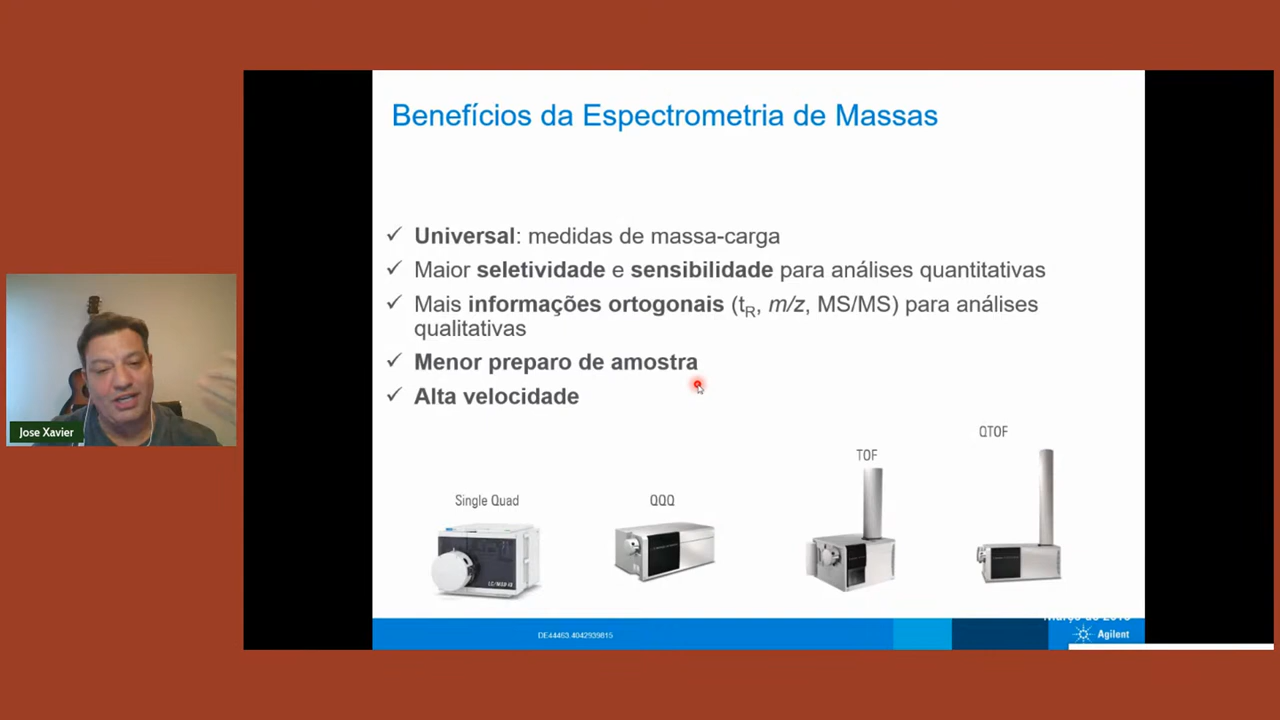 Benefícios da Espectrometria de Massas
✓ Universal: medidas de massa-carga
✓ Maior seletividade e sensibilidade para análises quantitativas
✓ Mais informações ortogonais (tR, m/z, MS/MS) para análises
qualitativas
✓ Menor preparo de amostra
✓ Alta velocidade
Jose Xavier
Single Quad
QQQ
TOF
QTOF
DE44463.4042939815
Agilent